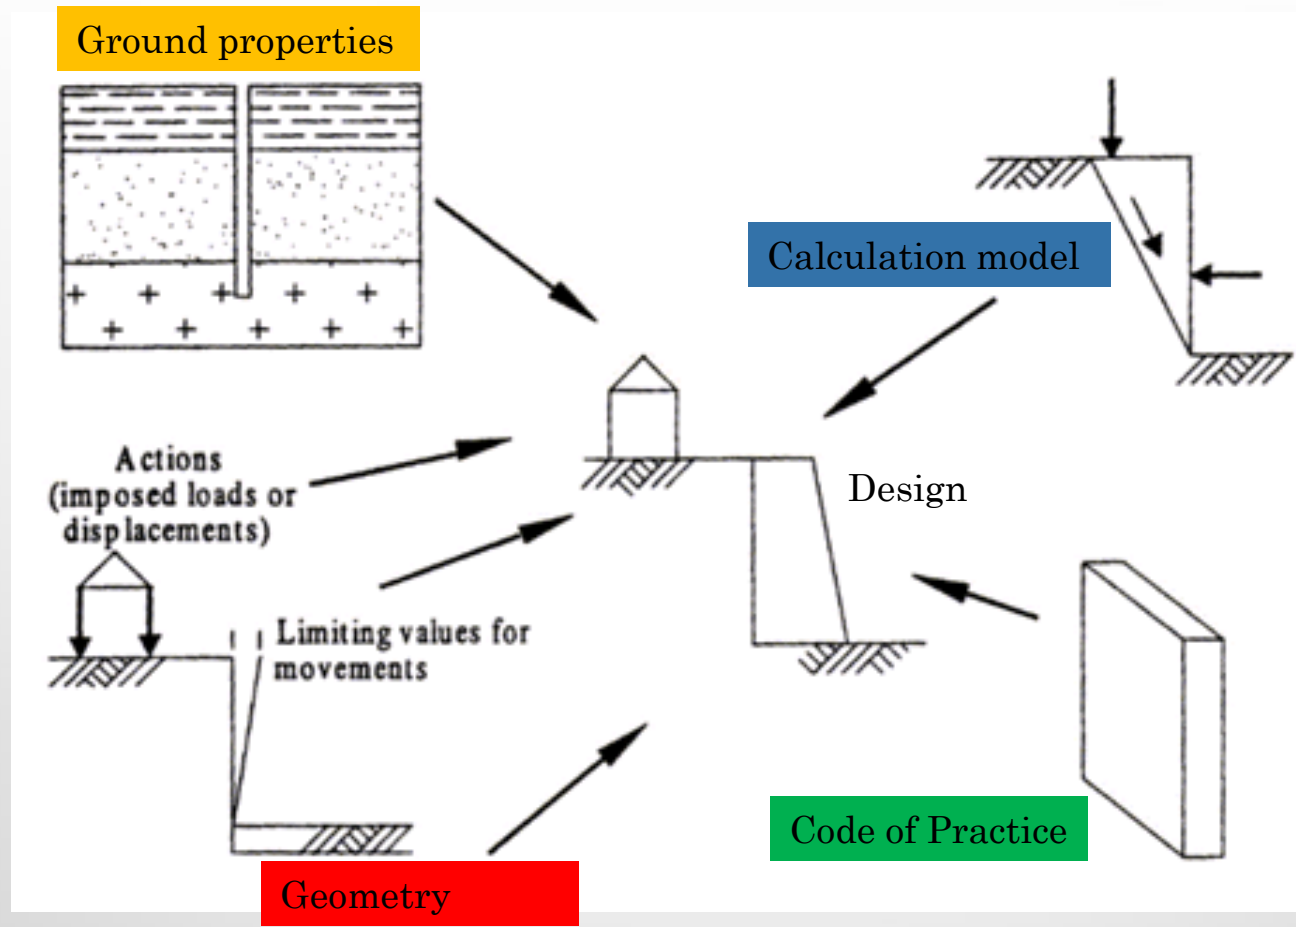 Ground properties
Calculation model
Actions
(imposed loads or
displacements)
Design
Limiting values for
movements
Code of Practice
Geometry